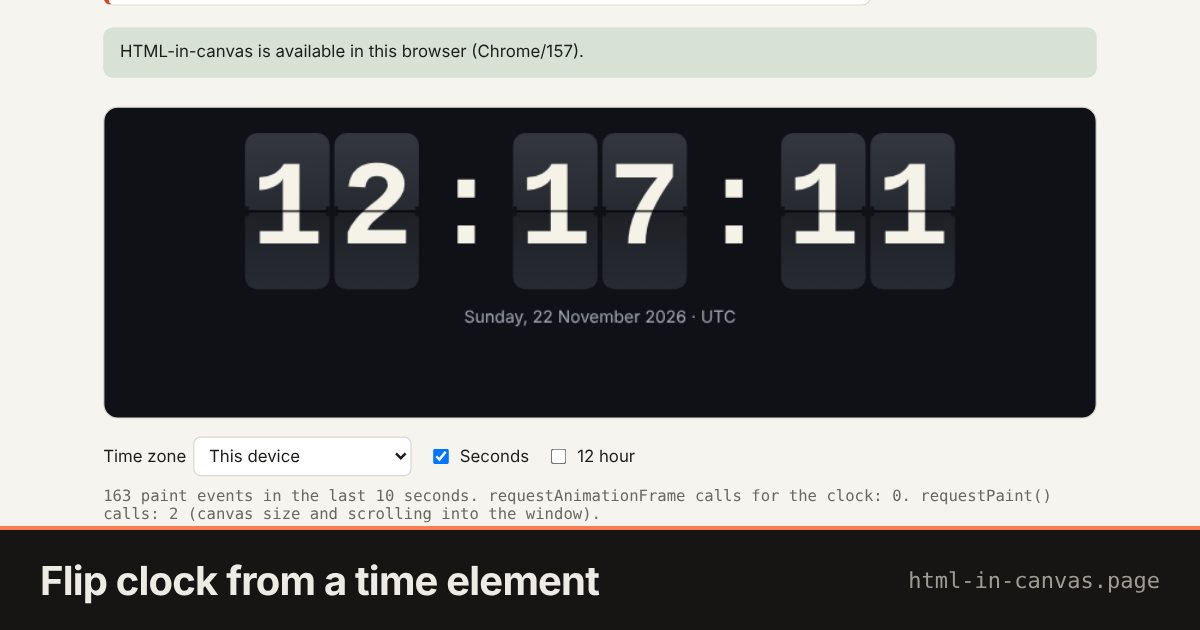 HTML-in-canvas is available in this browser (Chrome/157).
12:17:11
Sunday, 22 November 2026 · UTC
Time zone This device Seconds 12 hour
163 paint events in the last 10 seconds. requestAnimationFrame calls for the clock: 0. requestPaint()
calls: 2 (canvas size and scrolling into the window).
Flip clock from a time element
html-in-canvas.page